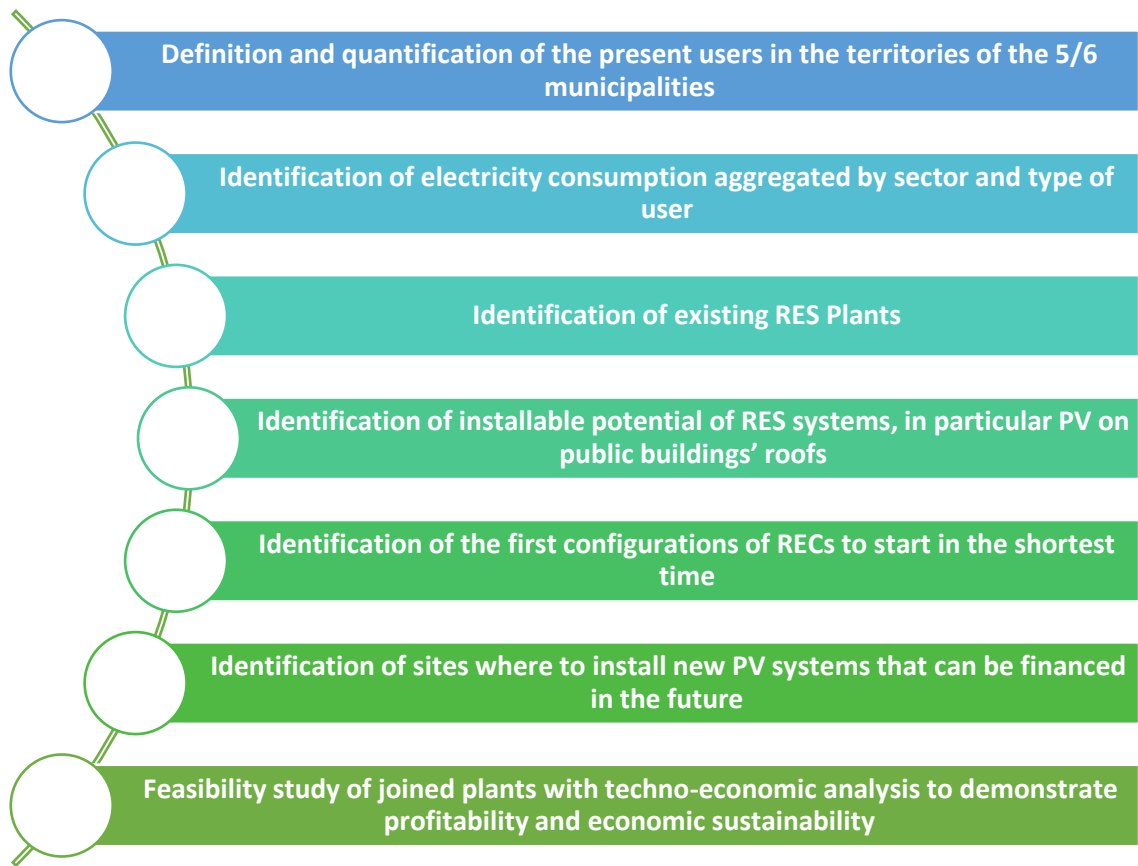 Definition and quantification of the present users in the territories of the 5/6
municipalities
Identification of electricity consumption aggregated by sector and type of
user
Identification of existing RES Plants
Identification of installable potential of RES systems, in particular PV on
public buildings’ roofs
Identification of the first configurations of RECs to start in the shortest
time
Identification of sites where to install new PV systems that can be financed
in the future
Feasibility study of joined plants with techno-economic analysis to demonstrate
profitability and economic sustainability